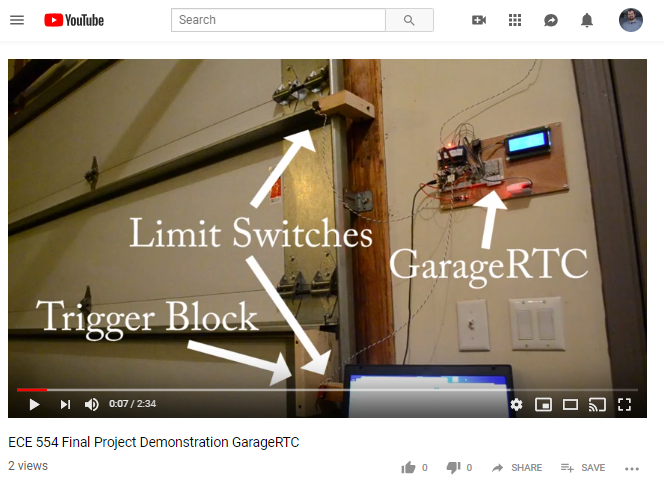 YouTube
Search
Limit Switches
GarageRTC
Trigger Block
0:07 / 2:34
ECE 554 Final Project Demonstration GarageRTC
2 views
0
0
SHARE
SAVE